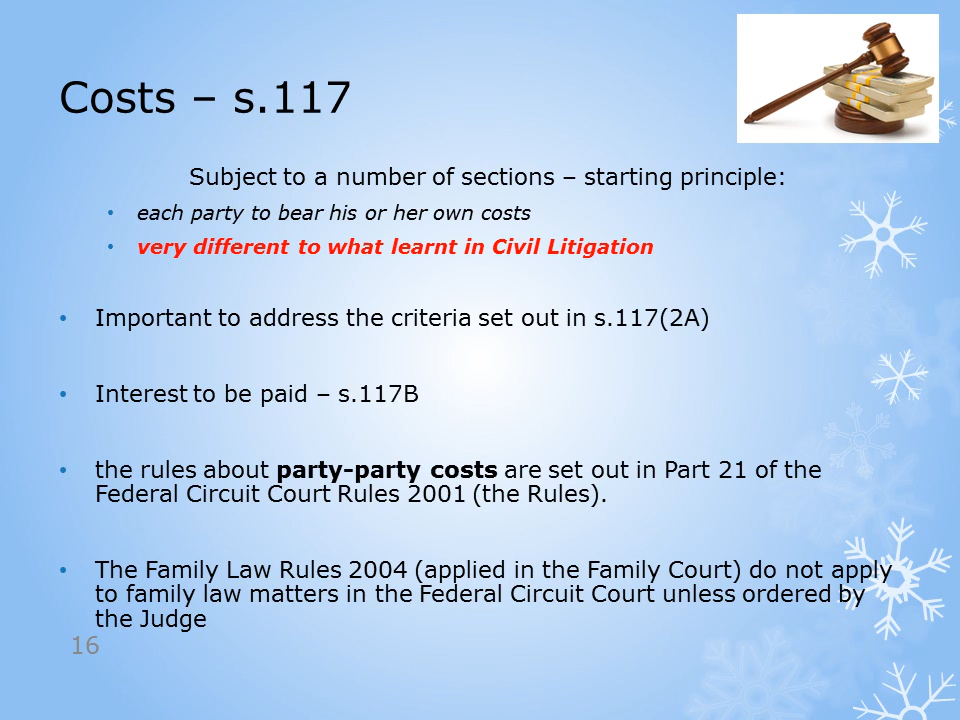 Costs – s.117
Subject to a number of sections – starting principle:
• each party to bear his or her own costs
• very different to what learnt in Civil Litigation
• Important to address the criteria set out in s.117(2A)
• Interest to be paid – s.117B
• the rules about party-party costs are set out in Part 21 of the
Federal Circuit Court Rules 2001 (the Rules).
• The Family Law Rules 2004 (applied in the Family Court) do not apply
to family law matters in the Federal Circuit Court unless ordered by
the Judge
16